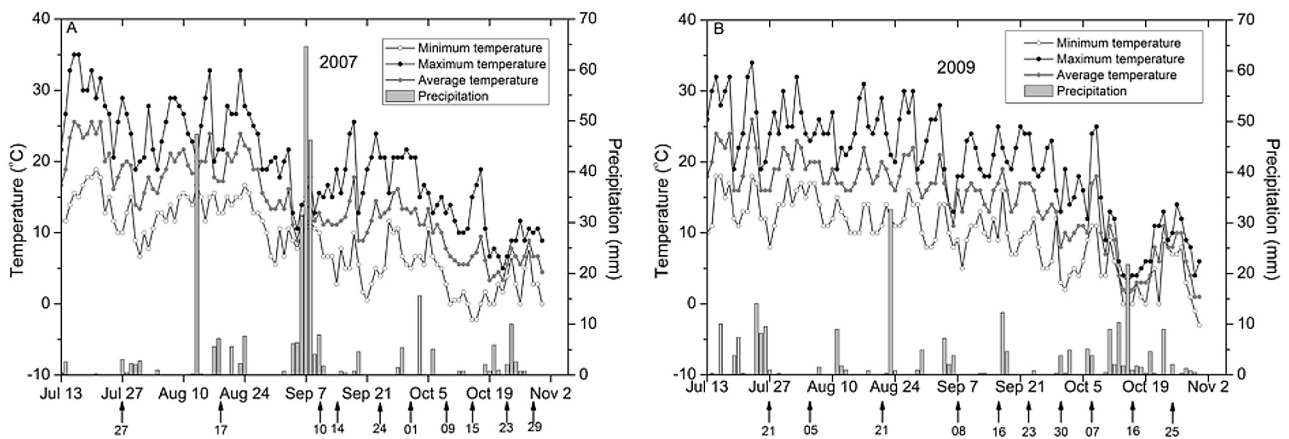 A
2007
Minimum temperature
Maximum temperature
Average temperature
Precipitation
Temperature (°C)
40
30
20
10
0
-10
Precipitation (mm)
70
60
50
40
30
20
10
0
Jul 13 Jul 27 Aug 10 Aug 24 Sep 7 Sep 21 Oct 5 Oct 19 Nov 2
27 17 10 14 24 01 09 15 23 29
B
2009
Minimum temperature
Maximum temperature
Average temperature
Precipitation
Temperature (°C)
40
30
20
10
0
-10
Precipitation (mm)
70
60
50
40
30
20
10
0
Jul 13 Jul 27 Aug 10 Aug 24 Sep 7 Sep 21 Oct 5 Oct 19 Nov 2
21 05 21 08 16 23 30 07 16 25